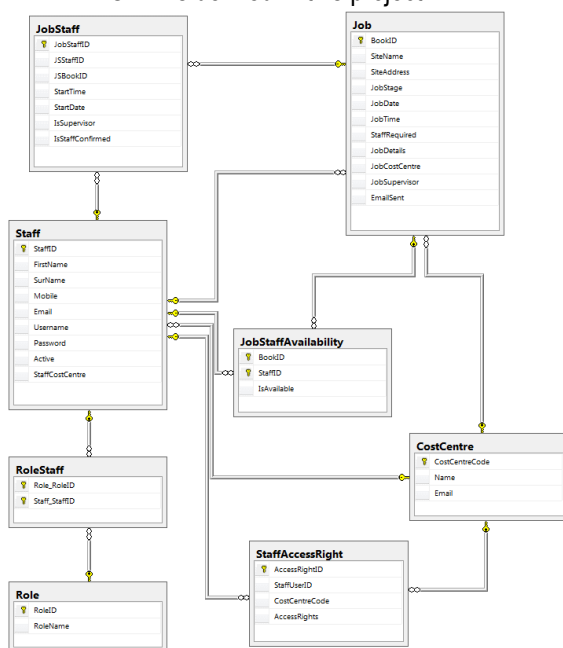 JobStaff
JobStaffID
JSStaffID
JSBookID
StartTime
StartDate
IsSupervisor
IsStaffConfirmed
Job
BookID
SiteName
SiteAddress
JobStage
JobDate
JobTime
StaffRequired
JobDetails
JobCostCentre
JobSupervisor
EmailSent
Staff
StaffID
FirstName
SurName
Mobile
Email
Username
Password
Active
StaffCostCentre
JobStaffAvailability
BookID
StaffID
IsAvailable
CostCentre
CostCentreCode
Name
Email
RoleStaff
Role_RoleID
Staff_StaffID
StaffAccessRight
AccessRightID
StaffUserID
CostCentreCode
AccessRights
Role
RoleID
RoleName